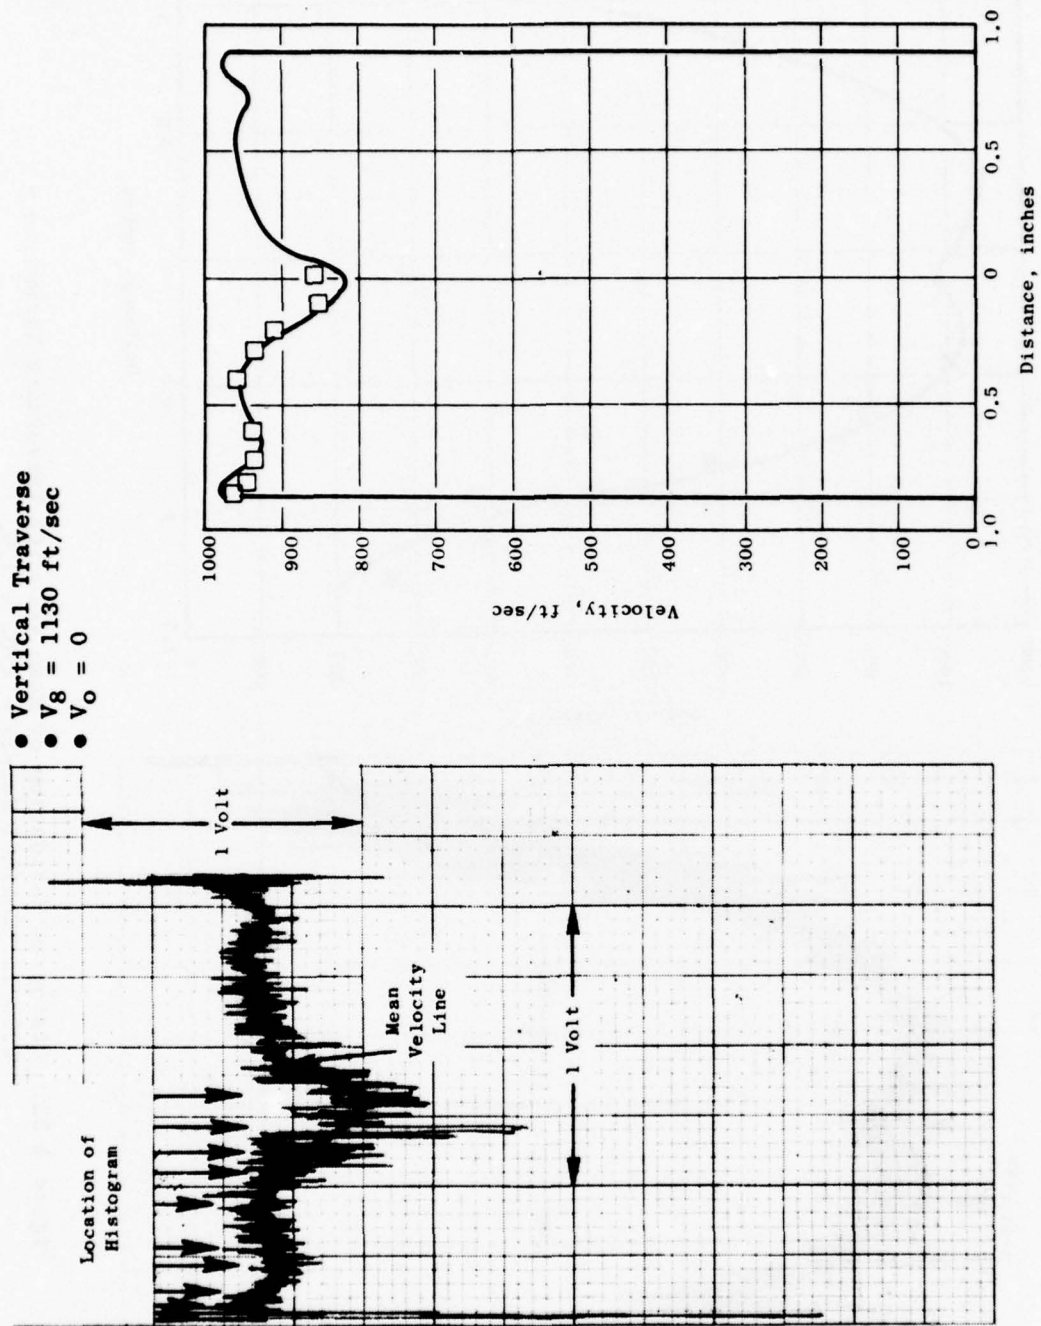 ● Vertical Traverse
● V8 = 1130 ft/sec
● VO = 0
Location of
Histogram
1 Volt
Mean
Velocity
Line
1 Volt
Velocity, ft/sec
1000
900
800
700
600
500
400
300
200
100
0
1.0
0.5
0
0.5
1.0
Distance, inches